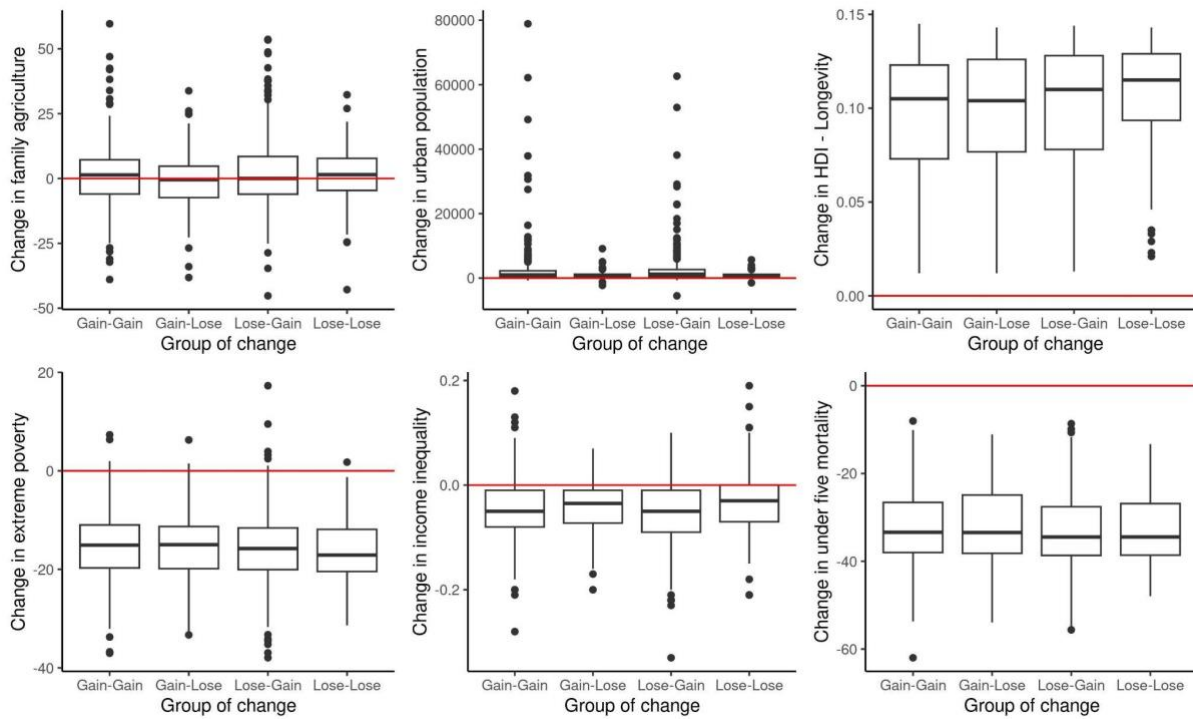 Change in family agriculture
50
25
0
-25
-50
Gain-Gain Gain-Lose Lose-Gain Lose-Lose
Group of change
Change in urban population
80000
60000
40000
20000
0
Gain-Gain Gain-Lose Lose-Gain Lose-Lose
Group of change
Change in HDI - Longevity
0.15
0.10
0.05
0.00
Gain-Gain Gain-Lose Lose-Gain Lose-Lose
Group of change
Change in extreme poverty
20
0
-20
-40
Gain-Gain Gain-Lose Lose-Gain Lose-Lose
Group of change
Change in income inequality
0.2
0.0
-0.2
Gain-Gain Gain-Lose Lose-Gain Lose-Lose
Group of change
Change in under five mortality
0
-20
-40
-60
Gain-Gain Gain-Lose Lose-Gain Lose-Lose
Group of change